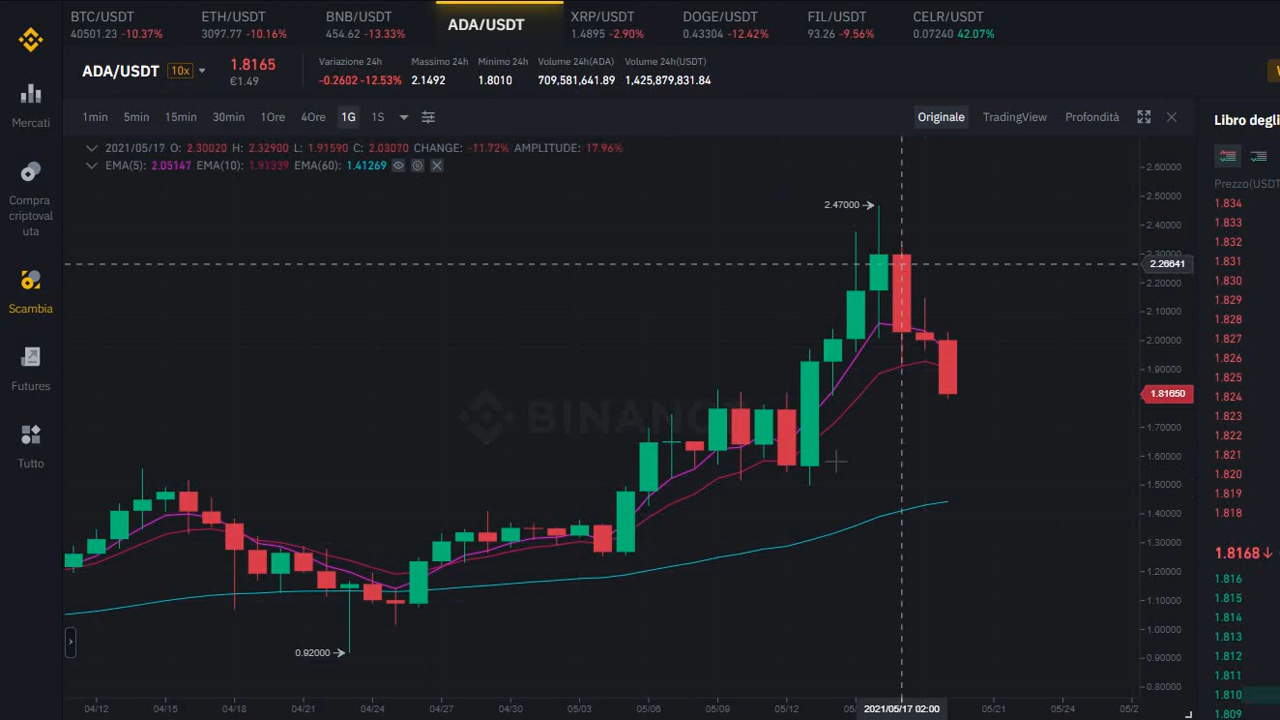 BTC/USDT ETH/USDT BNB/USDT ADA/USDT XRP/USDT DOGE/USDT FIL/USDT CELR/USDT
40501.23 -10.37% 3097.77 -10.16% 454.62 -13.33% 1.4895 -2.90% 0.43304 -12.42% 93.26 -9.56% 0.07240 42.07%
ADA/USDT 10x 1.8165 €1.49
Variazione 24h Massimo 24h Minimo 24h Volume 24h(ADA) Volume 24h(USDT)
-0.2602 -12.53% 2.1492 1.8010 709,581,641.89 1,425,879,831.84
Mercati
Compra
criptoval
uta
Scambia
Futures
Tutto
1min 5min 15min 30min 1Ore 4Ore 1G 1S Originale TradingView Profondità
2021/05/17 O: 2.30020 H: 2.32900 L: 1.91590 C: 2.03070 CHANGE: -11.72% AMPLITUDE: 17.96%
EMA(5): 2.05147 EMA(10): 1.91339 EMA(60): 1.41269
2.47000
0.92000
BINANC
2.60000
2.50000
2.40000
2.30000
2.26641
2.20000
2.10000
2.00000
1.90000
1.81650
1.70000
1.60000
1.50000
1.40000
1.30000
1.20000
1.10000
1.00000
0.90000
0.80000
04/12 04/15 04/18 04/21 04/24 04/27 04/30 05/03 05/06 05/09 05/12 2021/05/17 02:00 05/21 05/24
Libro degli
Prezzo(USDT
1.834
1.833
1.832
1.831
1.830
1.829
1.828
1.827
1.826
1.825
1.824
1.823
1.822
1.821
1.820
1.819
1.818
1.8168
1.816
1.815
1.814
1.813
1.812
1.811
1.810
1.809